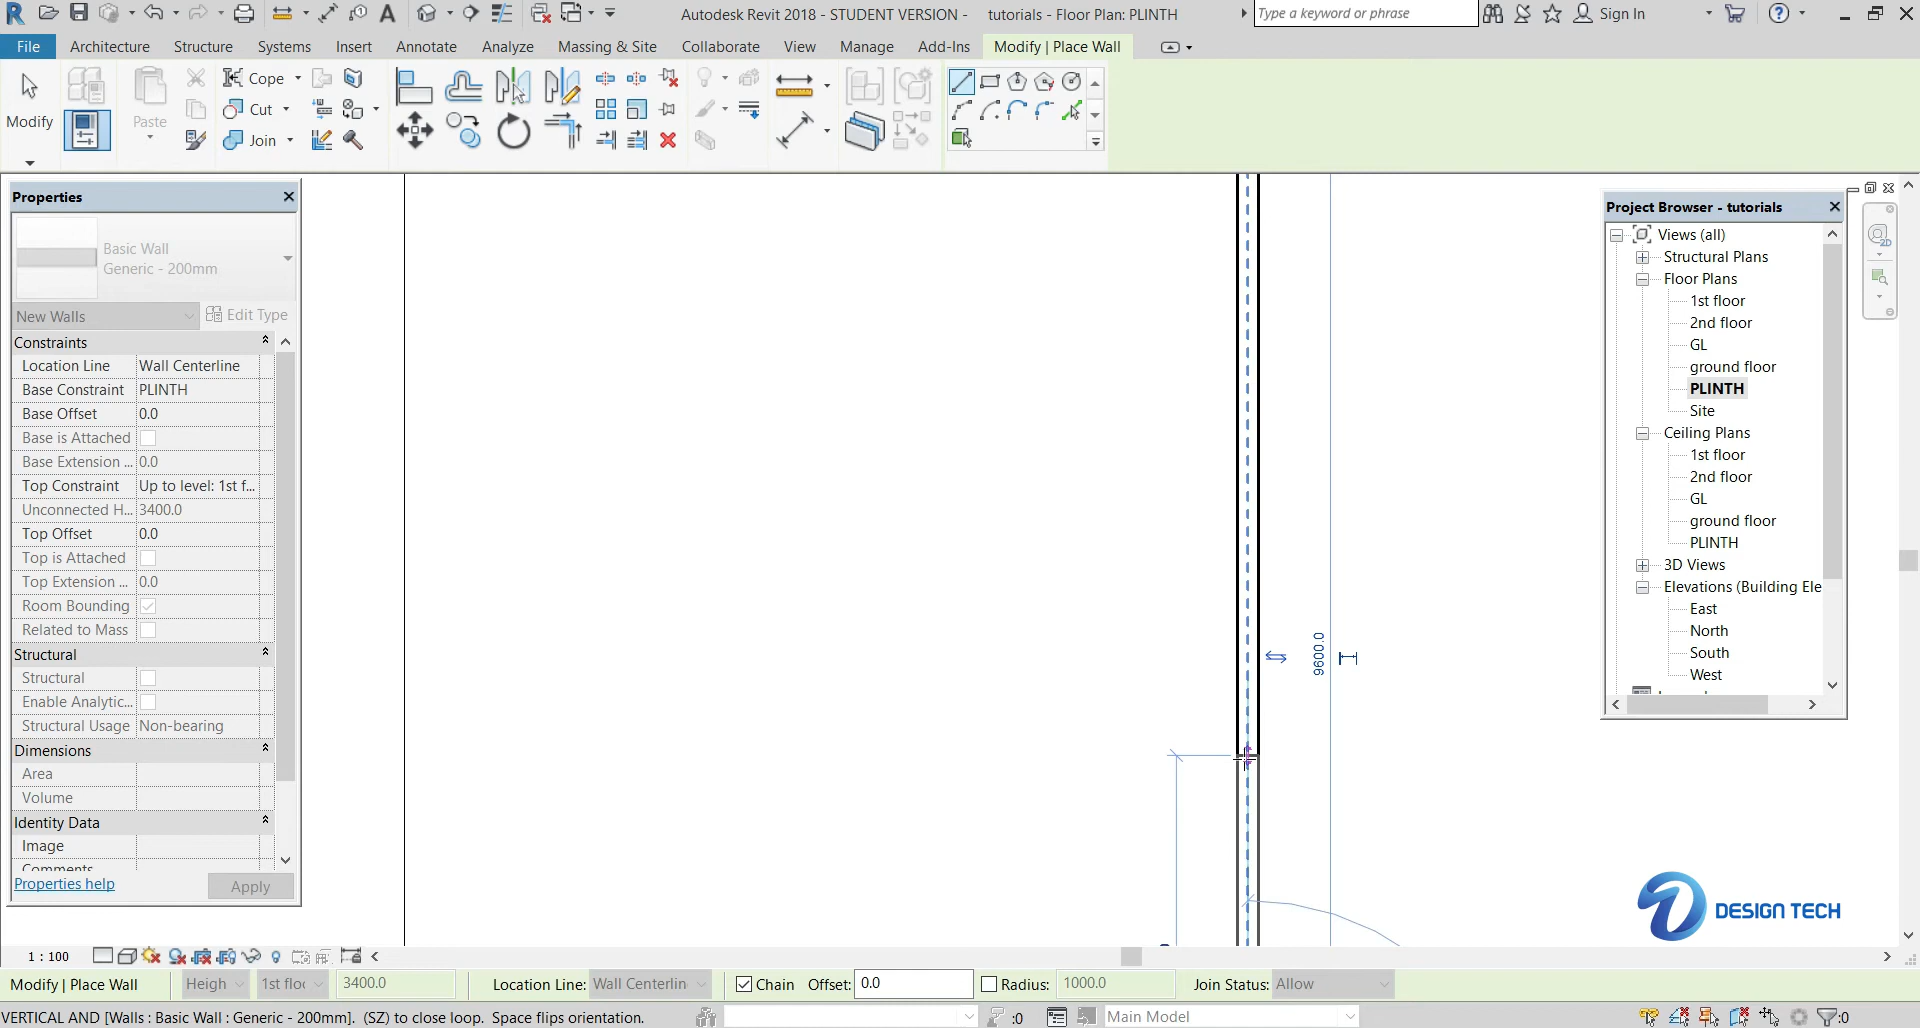 Autodesk Revit 2018 - STUDENT VERSION - tutorials - Floor Plan: PLINTH
Type a keyword or phrase
Sign In
File Architecture Structure Systems Insert Annotate Analyze Massing & Site Collaborate View Manage Add-Ins Modify | Place Wall
Modify
Paste
Cope
Cut
Join
Properties
Basic Wall
Generic - 200mm
New Walls Edit Type
Constraints
Location Line Wall Centerline
Base Constraint PLINTH
Base Offset 0.0
Base is Attached
Base Extension ... 0.0
Top Constraint Up to level: 1st f...
Unconnected H... 3400.0
Top Offset 0.0
Top is Attached
Top Extension ... 0.0
Room Bounding
Related to Mass
Structural
Structural
Enable Analytic...
Structural Usage Non-bearing
Dimensions
Area
Volume
Identity Data
Image
Comments
Properties help Apply
9600.0
Project Browser - tutorials
Views (all)
Structural Plans
Floor Plans
1st floor
2nd floor
GL
ground floor
PLINTH
Site
Ceiling Plans
1st floor
2nd floor
GL
ground floor
PLINTH
3D Views
Elevations (Building Ele
East
North
South
West
2D
DESIGN TECH
1 : 100
Modify | Place Wall Heigh 1st floo 3400.0 Location Line: Wall Centerlin Chain Offset: 0.0 Radius: 1000.0 Join Status: Allow
VERTICAL AND [Walls : Basic Wall : Generic - 200mm]. (SZ) to close loop. Space flips orientation. :0 Main Model :0